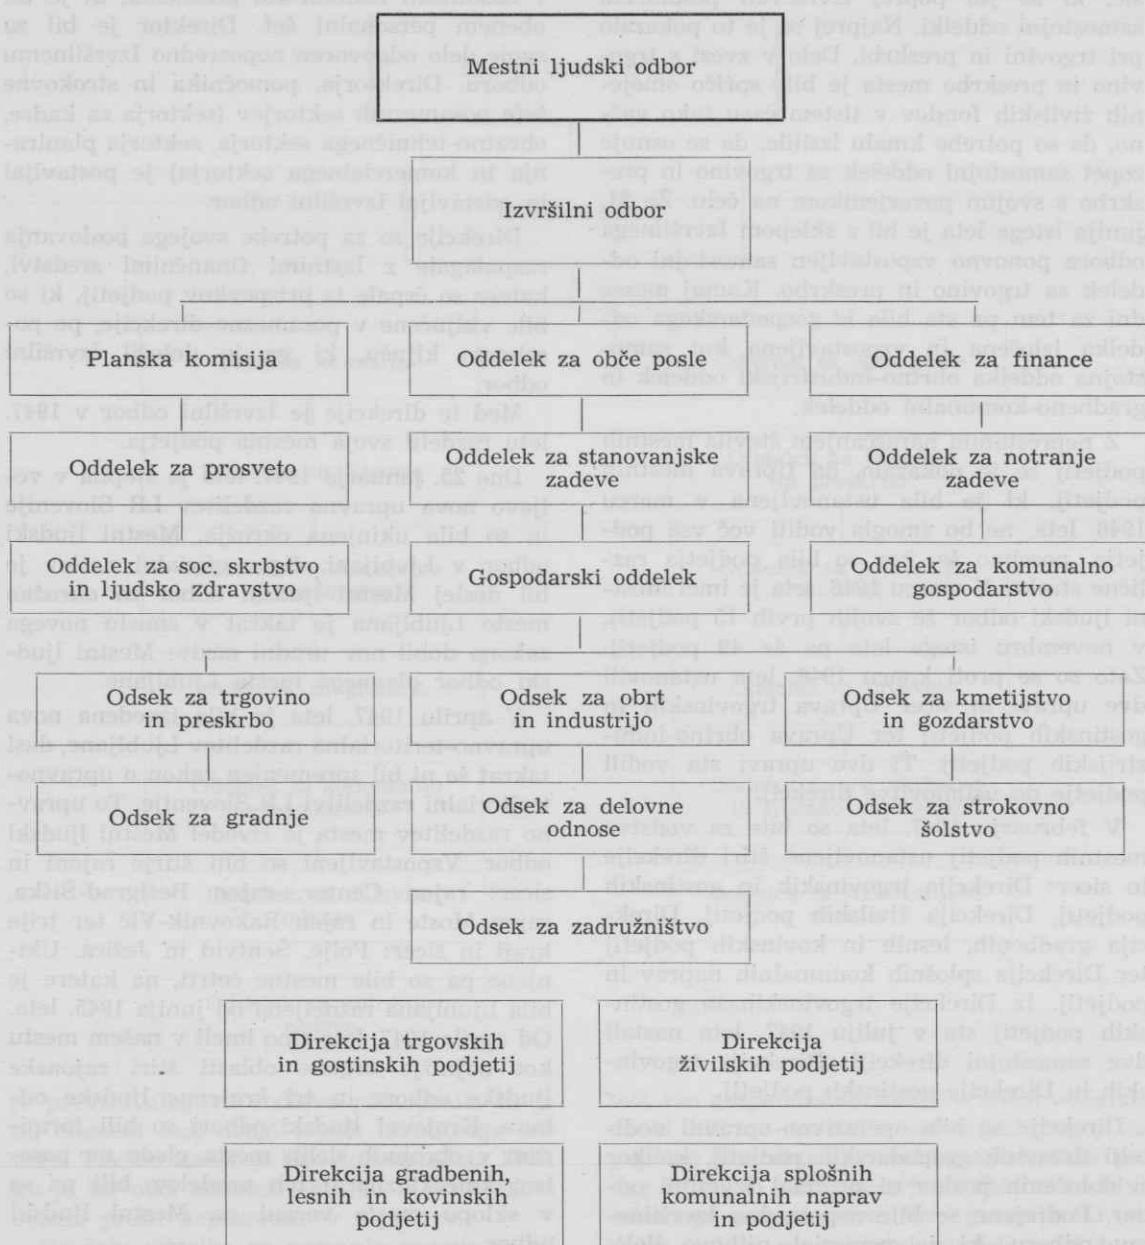 Mestni ljudski odbor
Izvršilni odbor
Planska komisija
Oddelek za obče posle
Oddelek za finance
Oddelek za prosveto
Oddelek za stanovanjske
zadeve
Oddelek za notranje
zadeve
Oddelek za soc. skrbstvo
in ljudsko zdravstvo
Gospodarski oddelek
Oddelek za komunalno
gospodarstvo
Odsek za trgovino
in preskrbo
Odsek za obrt
in industrijo
Odsek za kmetijstvo
in gozdarstvo
Odsek za gradnje
Odsek za delovne
odnose
Odsek za strokovno
šolstvo
Odsek za zadružništvo
Direkcija trgovskih
in gostinskih podjetij
Direkcija
živilskih podjetij
Direkcija gradbenih,
lesnih in kovinskih
podjetij
Direkcija splošnih
komunalnih naprav
in podjetij